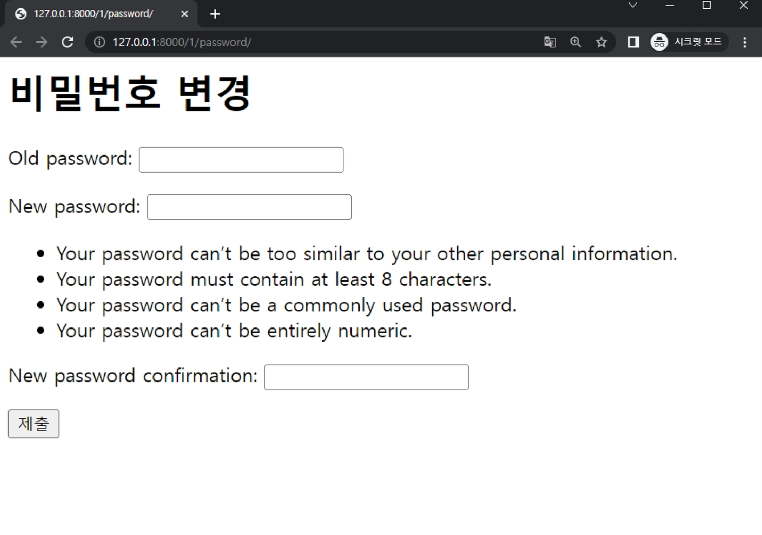 127.0.0.1:8000/1/password/
127.0.0.1:8000/1/password/
시크릿 모드
비밀번호 변경
Old password:
New password:
Your password can't be too similar to your other personal information.
Your password must contain at least 8 characters.
Your password can't be a commonly used password.
Your password can't be entirely numeric.
New password confirmation:
제출